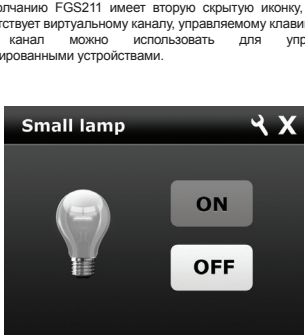 олчанию FGS211 имеет вторую скрытую иконку,
тствует виртуальному каналу, управляемому клави
канал можно использовать для упр
ированными устройствами.
Small lamp X
ON
OFF